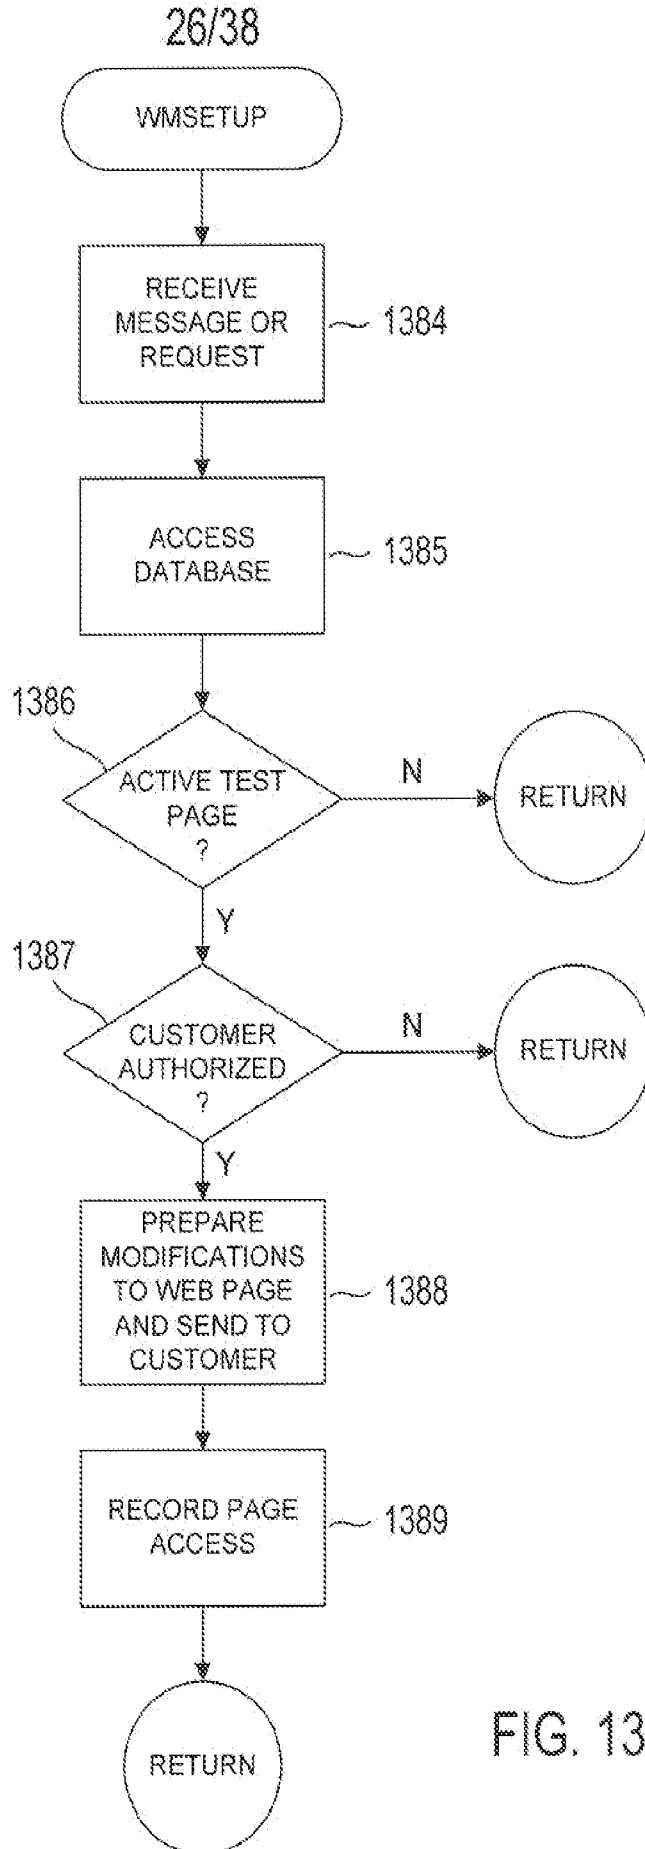 26/38
WMSETUP
RECEIVE
MESSAGE OR
REQUEST
1384
ACCESS
DATABASE
1385
1386
ACTIVE TEST
PAGE
?
N
RETURN
Y
1387
CUSTOMER
AUTHORIZED
?
N
RETURN
Y
PREPARE
MODIFICATIONS
TO WEB PAGE
AND SEND TO
CUSTOMER
1388
RECORD PAGE
ACCESS
1389
RETURN
FIG. 13